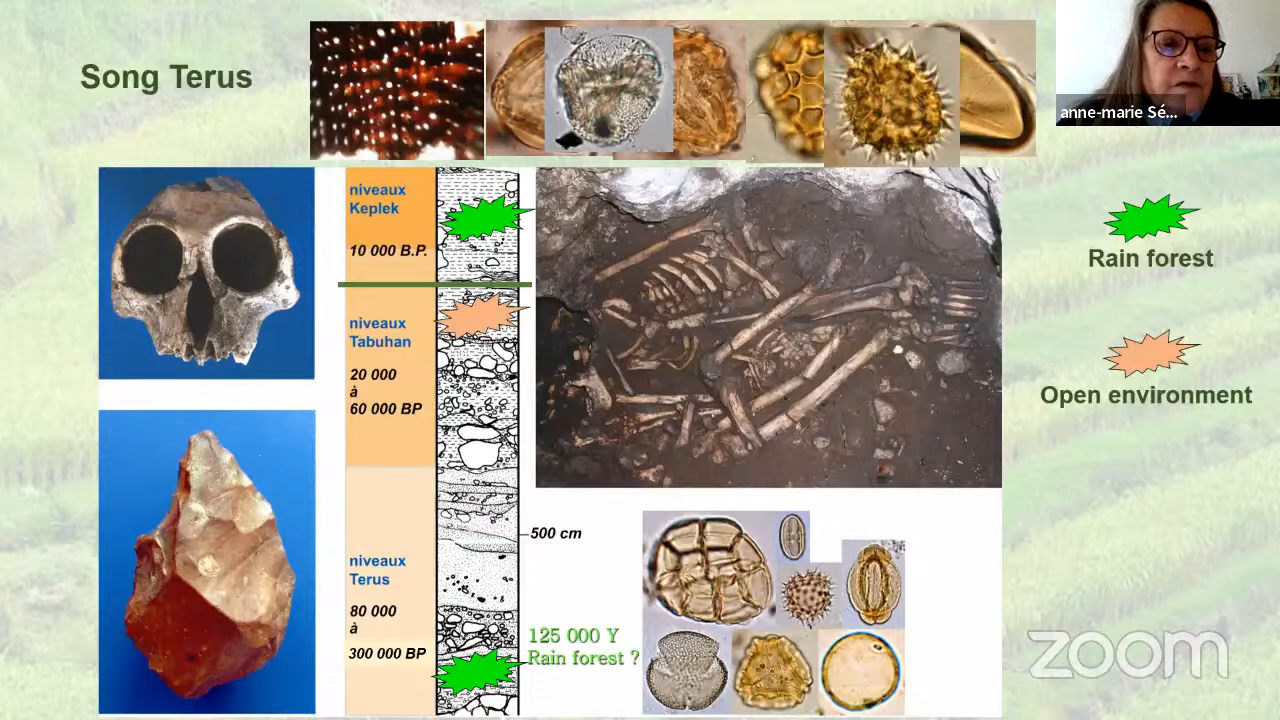 Song Terus
anne-marie Sé...
niveaux
Keplek
10 000 B.P.
niveaux
Tabuhan
20 000
à
60 000 BP
500 cm
niveaux
Terus
80 000
à
300 000 BP
125 000 Y
Rain forest ?
Rain forest
Open environment
zoom